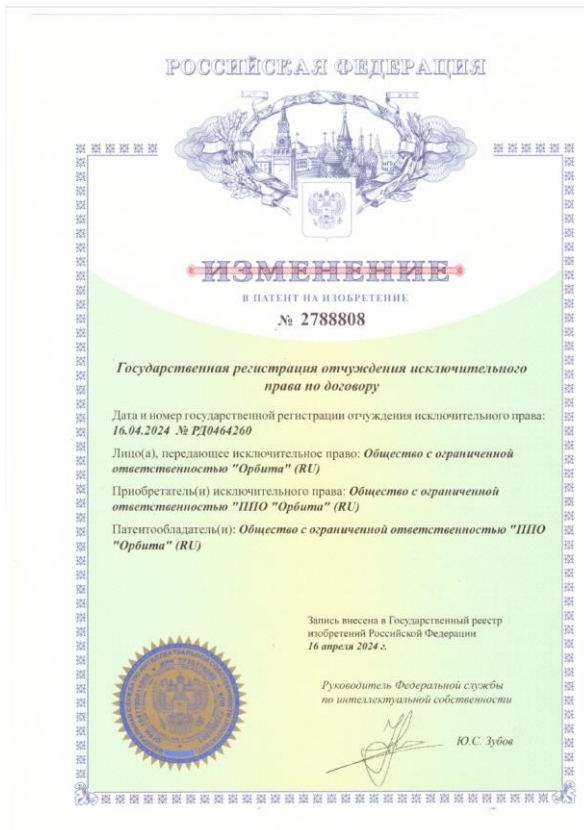 РОССИЙСКАЯ ФЕДЕРАЦИЯ
ИЗМЕНЕНИЕ
В ПАТЕНТ НА ИЗОБРЕТЕНИЕ
№ 2788808
Государственная регистрация отчуждения исключительного
права по договору
Дата и номер государственной регистрации отчуждения исключительного права:
16.04.2024 № РД0464260
Лицо(а), передающее исключительное право: Общество с ограниченной
ответственностью "Орбита" (RU)
Приобретатель(и) исключительного права: Общество с ограниченной
ответственностью "ППО "Орбита" (RU)
Патентообладатель(и): Общество с ограниченной ответственностью "ППО
"Орбита" (RU)
Запись внесена в Государственный реестр
изобретений Российской Федерации
16 апреля 2024 г.
Руководитель Федеральной службы
по интеллектуальной собственности
Ю.С. Зубов